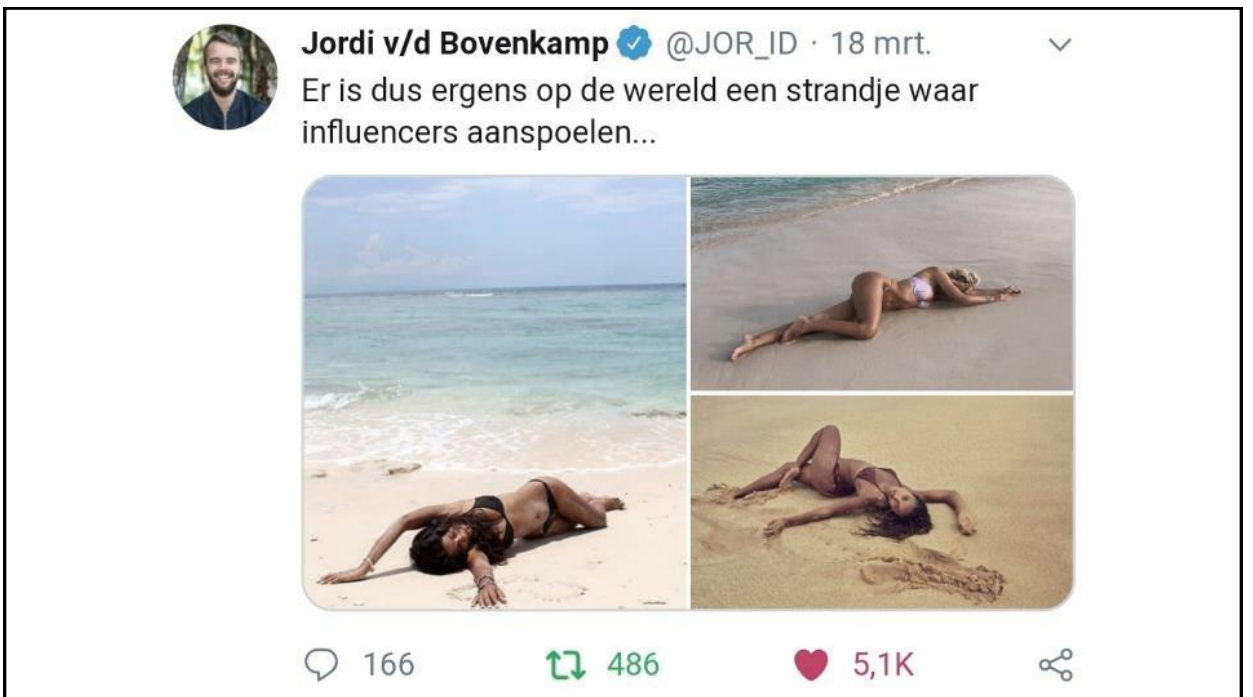 Jordi v/d Bovenkamp @JOR_ID · 18 mrt.
Er is dus ergens op de wereld een strandje waar
influencers aanspoelen...
166 486 5,1K